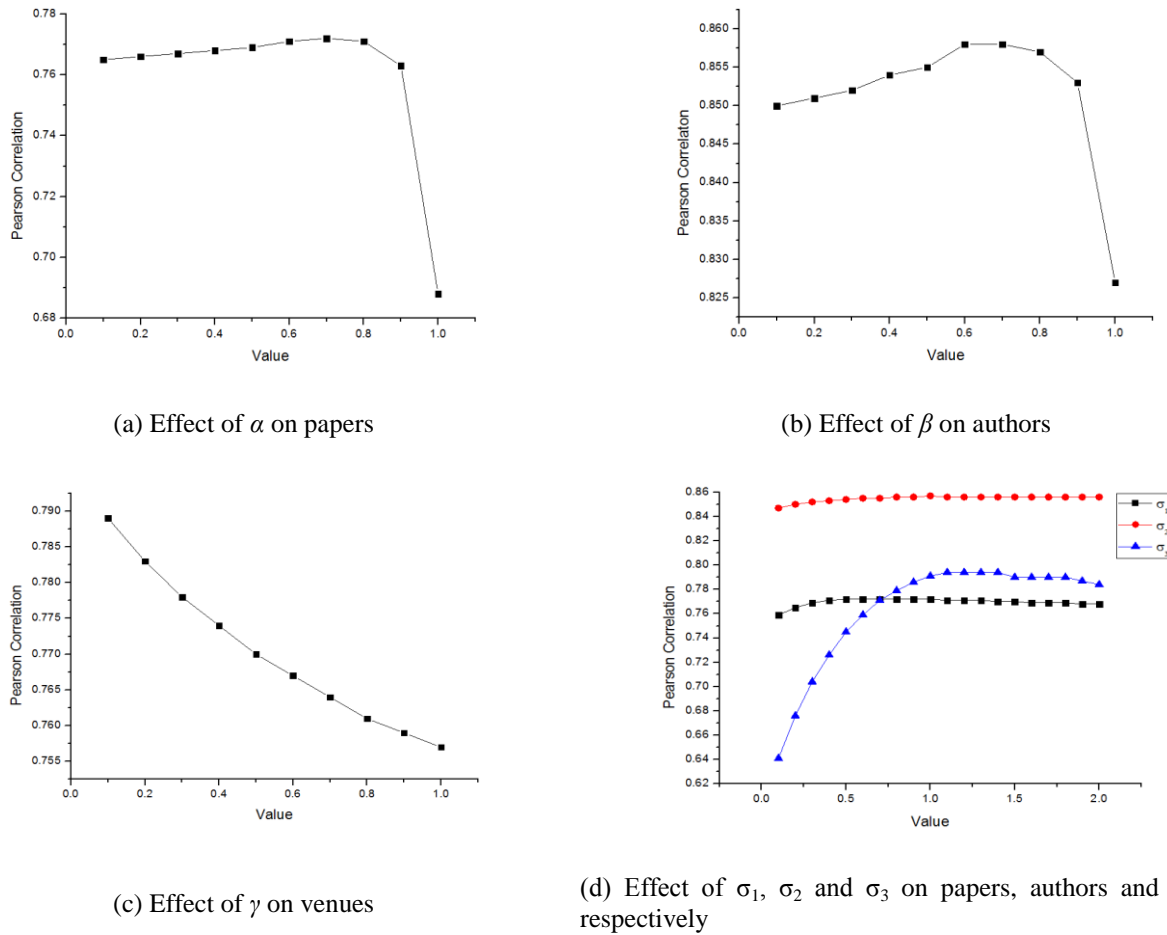 0.78
0.76
0.74
0.72
0.70
0.68
Pearson Correlation
0.0 0.2 0.4 0.6 0.8 1.0
Value
(a) Effect of α on papers
0.860
0.855
0.850
0.845
0.840
0.835
0.830
0.825
Pearson Correlaton
0.0 0.2 0.4 0.6 0.8 1.0
Value
(b) Effect of β on authors
0.790
0.785
0.780
0.775
0.770
0.765
0.760
0.755
Pearson Correlation
0.0 0.2 0.4 0.6 0.8 1.0
Value
(c) Effect of γ on venues
0.86
0.84
0.82
0.80
0.78
0.76
0.74
0.72
0.70
0.68
0.66
0.64
0.62
Pearson Correlation
0.0 0.5 1.0 1.5 2.0
Value
σ
σ
σ
(d) Effect of σ₁, σ₂ and σ₃ on papers, authors and
respectively